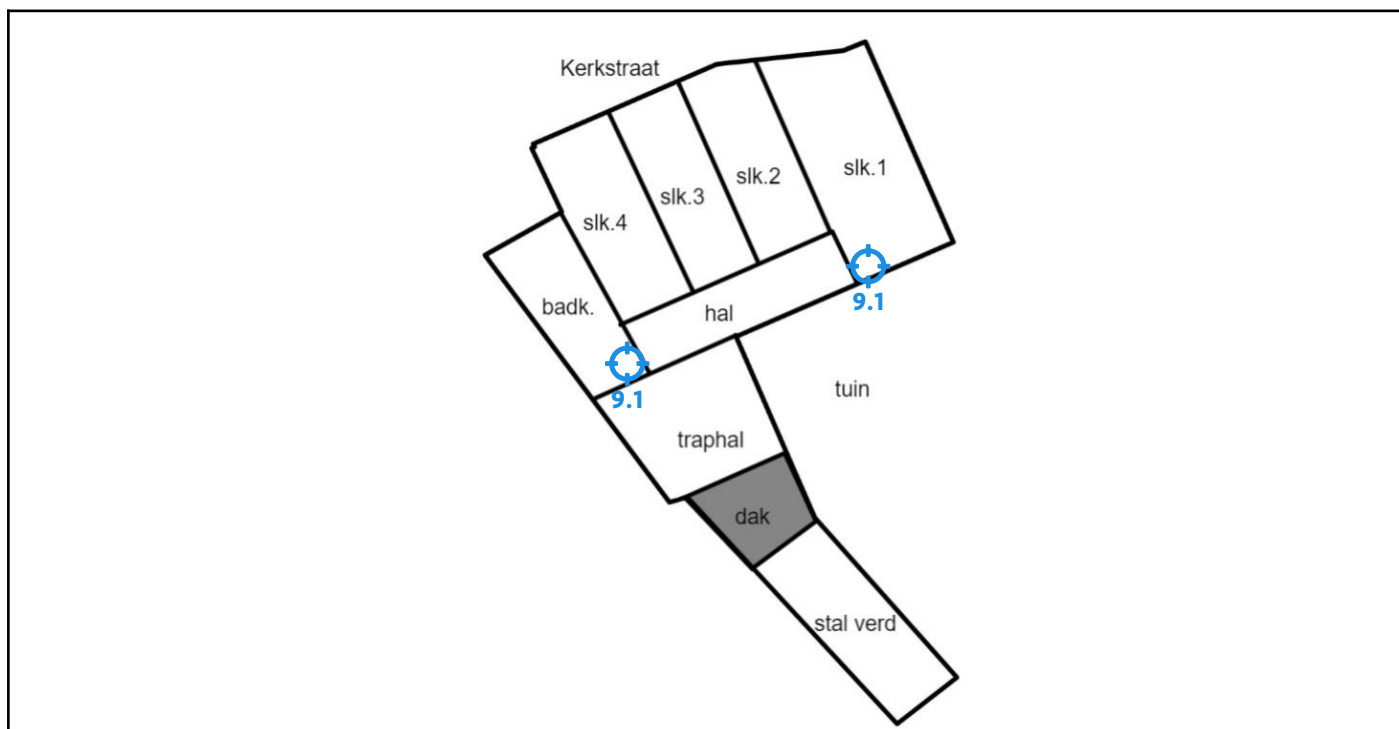 Kerkstraat
slk.1
slk.2
slk.3
slk.4
9.1
badk.
hal
9.1
tuin
traphal
dak
stal verd